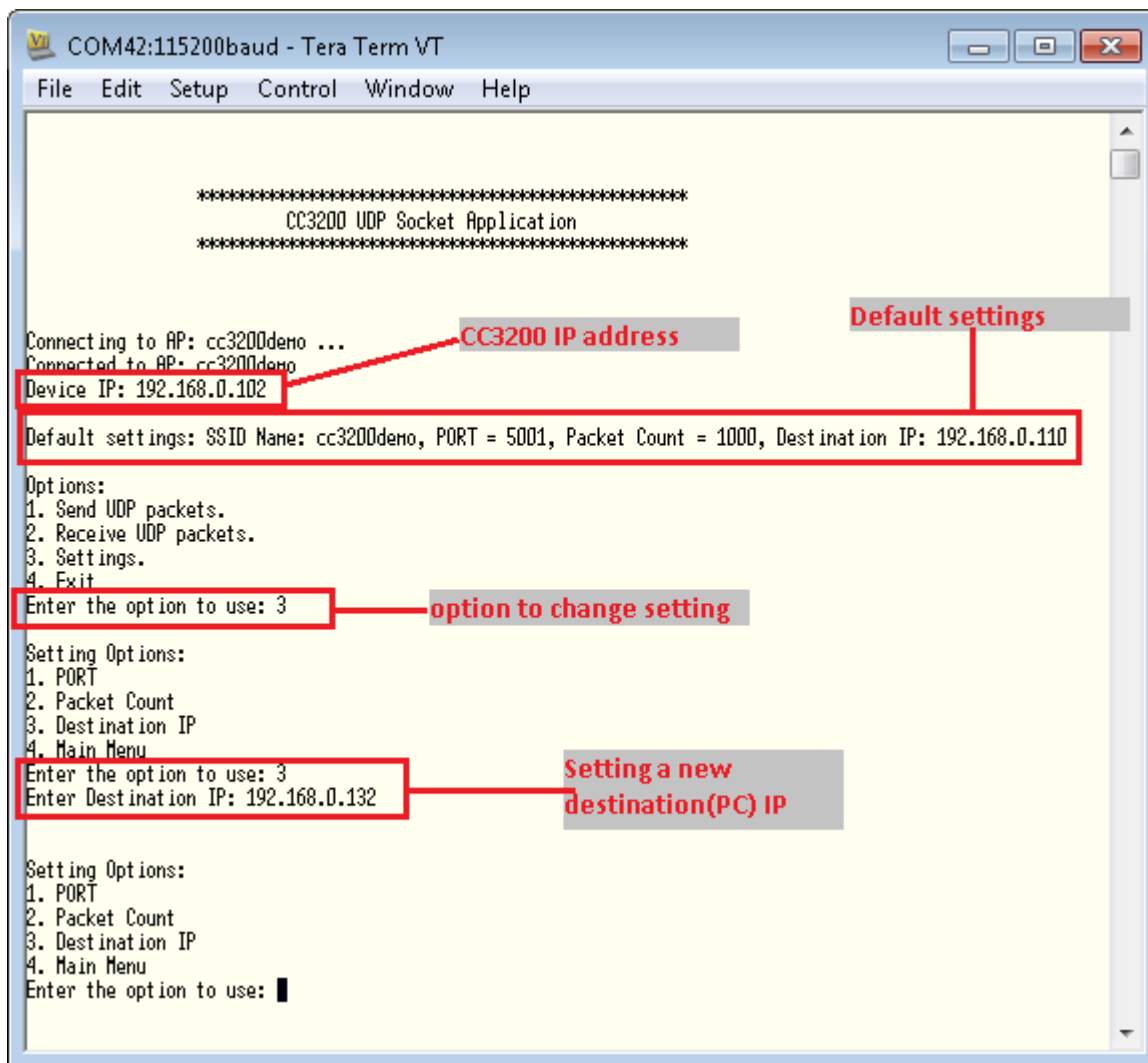 COM42:115200baud - Tera Term VT
File Edit Setup Control Window Help
*************************************************
CC3200 UDP Socket Application
*************************************************
Default settings
Connecting to AP: cc3200demo ...
CC3200 IP address
Connected to AP: cc3200demo
Device IP: 192.168.0.102
Default settings: SSID Name: cc3200demo, PORT = 5001, Packet Count = 1000, Destination IP: 192.168.0.110
Options:
1. Send UDP packets.
2. Receive UDP packets.
3. Settings.
4. Exit
Enter the option to use: 3
option to change setting
Setting Options:
1. PORT
2. Packet Count
3. Destination IP
4. Main Menu
Enter the option to use: 3
Enter Destination IP: 192.168.0.132
Setting a new
destination(PC) IP
Setting Options:
1. PORT
2. Packet Count
3. Destination IP
4. Main Menu
Enter the option to use: